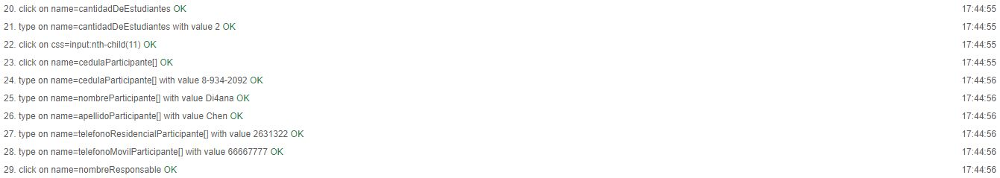 20. click on name=cantidadDeEstudiantes OK 17:44:55
21. type on name=cantidadDeEstudiantes with value 2 OK 17:44:55
22. click on css=input:nth-child(11) OK 17:44:55
23. click on name=cedulaParticipante[] OK 17:44:55
24. type on name=cedulaParticipante[] with value 8-934-2092 OK 17:44:56
25. type on name=nombreParticipante[] with value Di4ana OK 17:44:56
26. type on name=apellidoParticipante[] with value Chen OK 17:44:56
27. type on name=telefonoResidencialParticipante[] with value 2631322 OK 17:44:56
28. type on name=telefonoMovilParticipante[] with value 66667777 OK 17:44:56
29. click on name=nombreResponsable OK 17:44:56